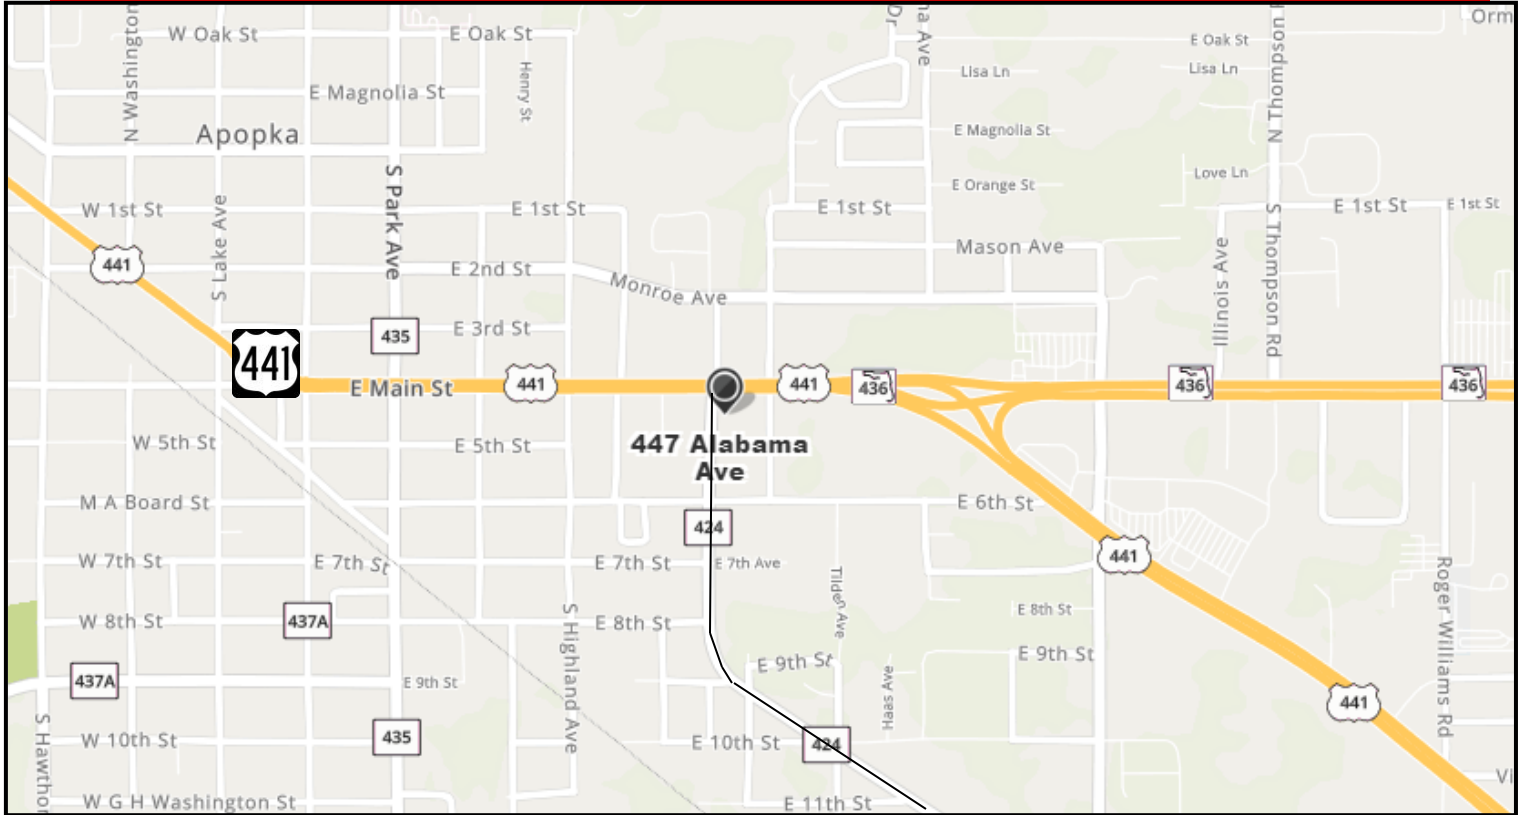 Orm
W Oak St
E Oak St
Dr
na Ave
E Oak St
N Washington
Henry St
Lisa Ln
Lisa Ln
N Thompson R
E Magnolia St
Apopka
E Magnolia St
S Park Ave
Love Ln
E Orange St
W 1st St
S Lake Ave
E 1st St
E 1st St
E 1st St
E 1st St
S Thompson Rd
Mason Ave
Illinois Ave
441
E 2nd St
Monroe Ave
435
E 3rd St
441
E Main St
441
441
436
436
436
447 Alabama
Ave
W 5th St
E 5th St
M A Board St
E 6th St
424
441
W 7th St
E 7th St
E 7th St
E 7th Ave
Tilden Ave
Roger Williams Rd
437A
W 8th St
E 8th St
E 8th St
S Highland Ave
E 9th St
E 9th St
437A
E 9th St
Haas Ave
441
S Hawthor
435
W 10th St
E 10th St
424
Vi
W G H Washington St
E 11th St